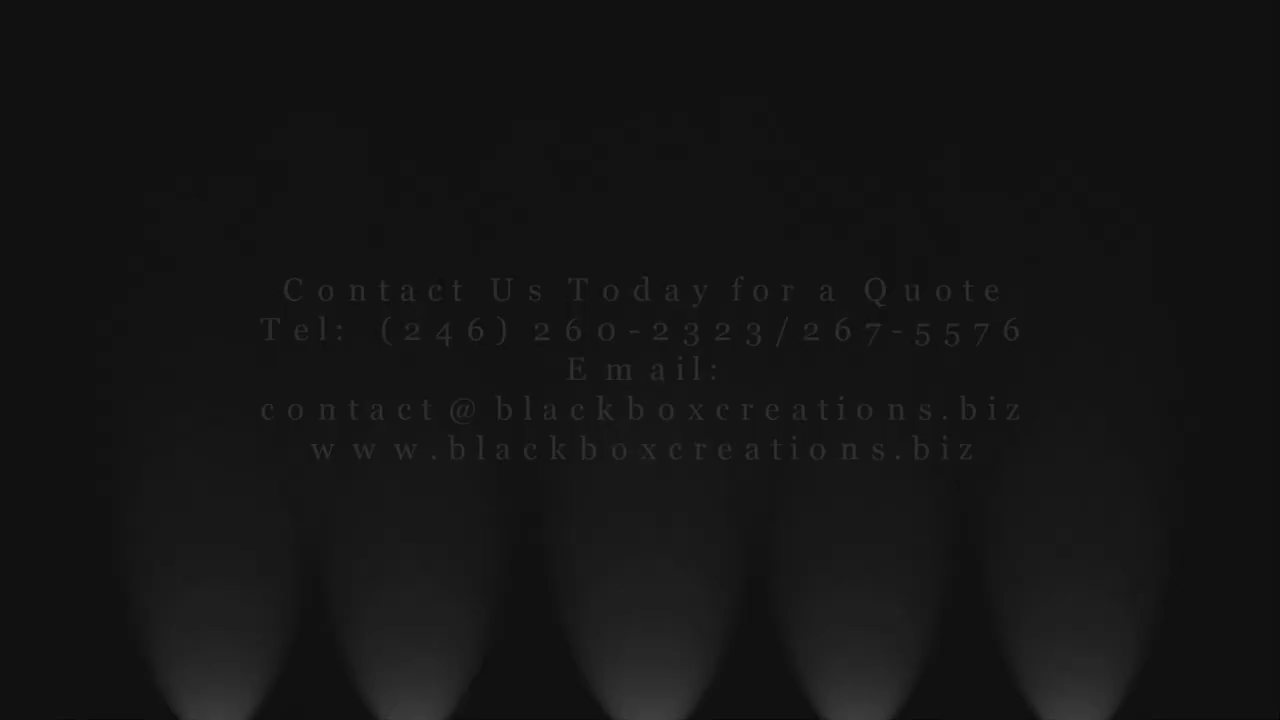 Contact Us Today for a Quote
Tel: (246) 260-2323/267-5576
Email:
contact@blackboxcreations.biz
www.blackboxcreations.biz